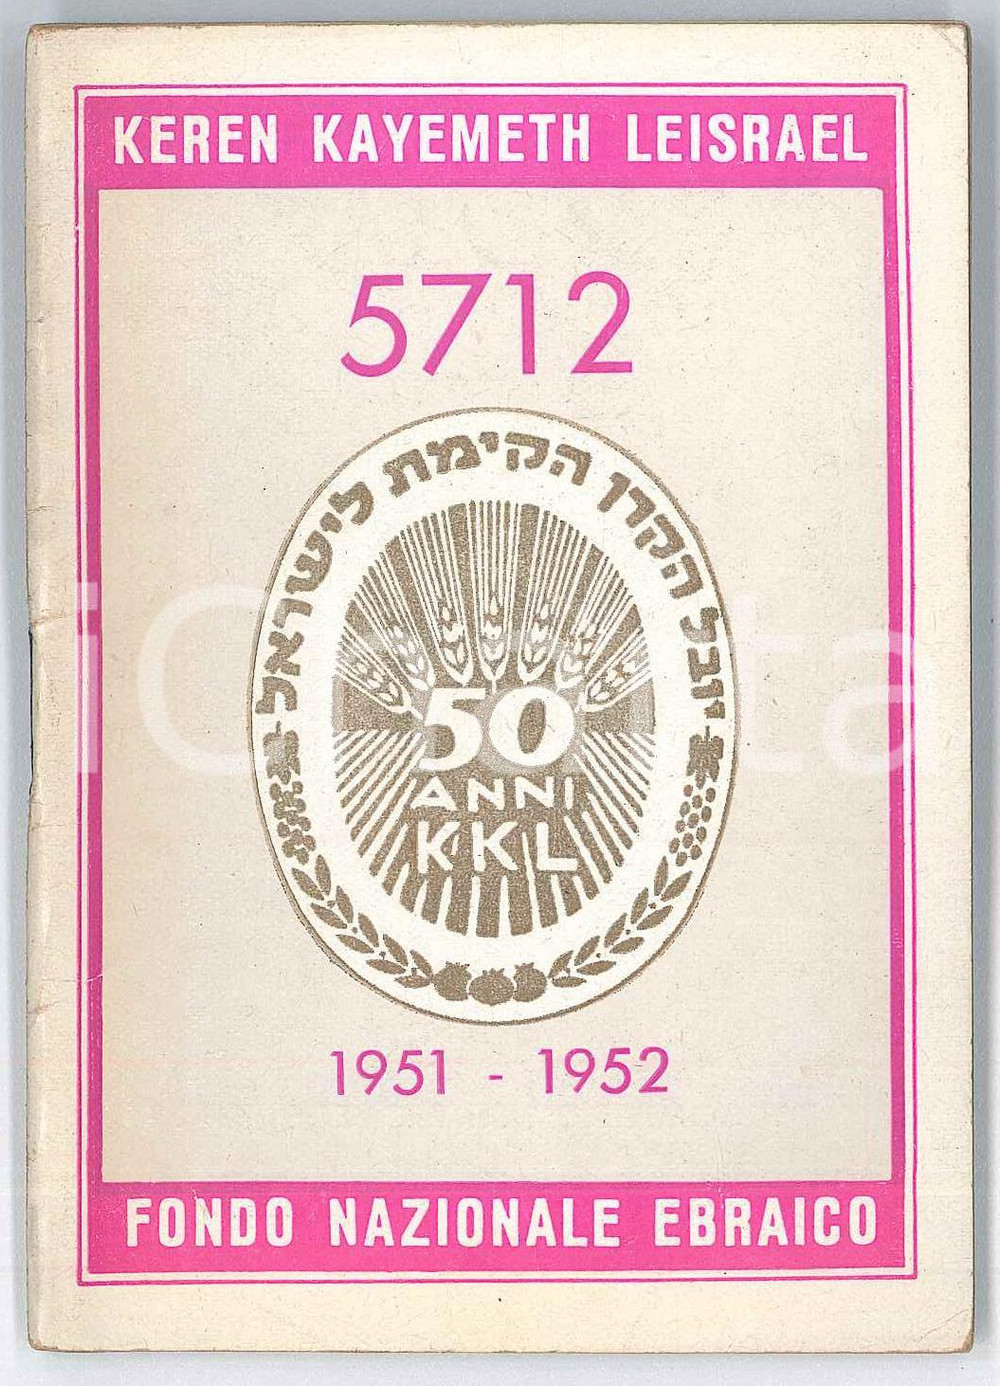 KEREN KAYEMETH LEISRAEL
5712
יובל הקרן הקימת לישראל
50
ANNI
KKL
1951 - 1952
FONDO NAZIONALE EBRAICO